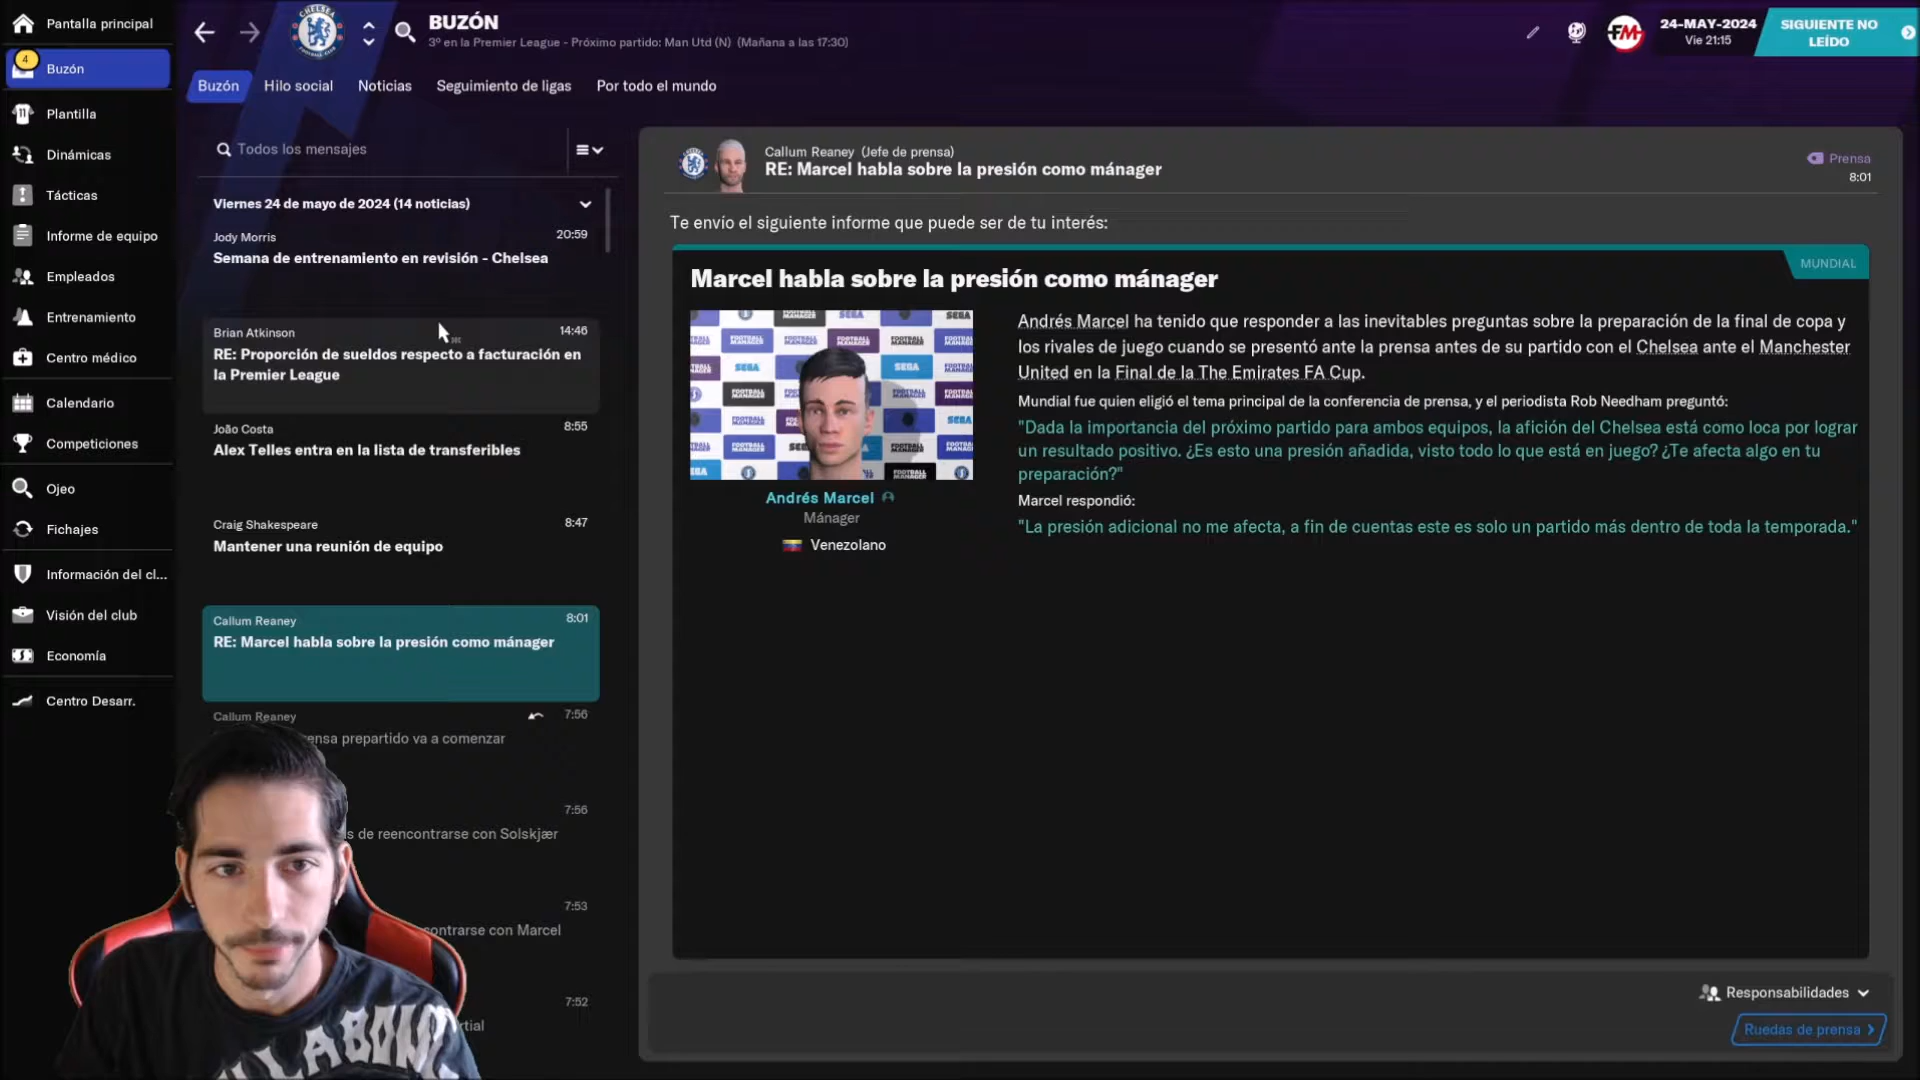 Pantalla principal
4
Buzón
Plantilla
Dinámicas
Tácticas
Informe de equipo
Empleados
Entrenamiento
Centro médico
Calendario
Competiciones
Ojeo
Fichajes
Información del cl...
Visión del club
Economía
Centro Desarr.
BUZÓN
3º en la Premier League - Próximo partido: Man Utd (N) (Mañana a las 17:30)
FM
24-MAY-2024
Vie 21:15
SIGUIENTE NO
LEÍDO
Buzón
Hilo social
Noticias
Seguimiento de ligas
Por todo el mundo
Todos los mensajes
Viernes 24 de mayo de 2024 (14 noticias)
Jody Morris 20:59
Semana de entrenamiento en revisión - Chelsea
Brian Atkinson 14:46
RE: Proporción de sueldos respecto a facturación en
la Premier League
João Costa 8:55
Alex Telles entra en la lista de transferibles
Craig Shakespeare 8:47
Mantener una reunión de equipo
Callum Reaney 8:01
RE: Marcel habla sobre la presión como mánager
Callum Reaney 7:56
ensa prepartido va a comenzar
7:56
s de reencontrarse con Solskjær
7:53
contrarse con Marcel
7:52
rtial
Callum Reaney (Jefe de prensa)
RE: Marcel habla sobre la presión como mánager
Prensa
8:01
Te envío el siguiente informe que puede ser de tu interés:
MUNDIAL
Marcel habla sobre la presión como mánager
FOOTBALL MANAGER
SEGA
Andrés Marcel
Mánager
Venezolano
Andrés Marcel ha tenido que responder a las inevitables preguntas sobre la preparación de la final de copa y
los rivales de juego cuando se presentó ante la prensa antes de su partido con el Chelsea ante el Manchester
United en la Final de la The Emirates FA Cup.
Mundial fue quien eligió el tema principal de la conferencia de prensa, y el periodista Rob Needham preguntó:
"Dada la importancia del próximo partido para ambos equipos, la afición del Chelsea está como loca por lograr
un resultado positivo. ¿Es esto una presión añadida, visto todo lo que está en juego? ¿Te afecta algo en tu
preparación?"
Marcel respondió:
"La presión adicional no me afecta, a fin de cuentas este es solo un partido más dentro de toda la temporada."
Responsabilidades
Ruedas de prensa